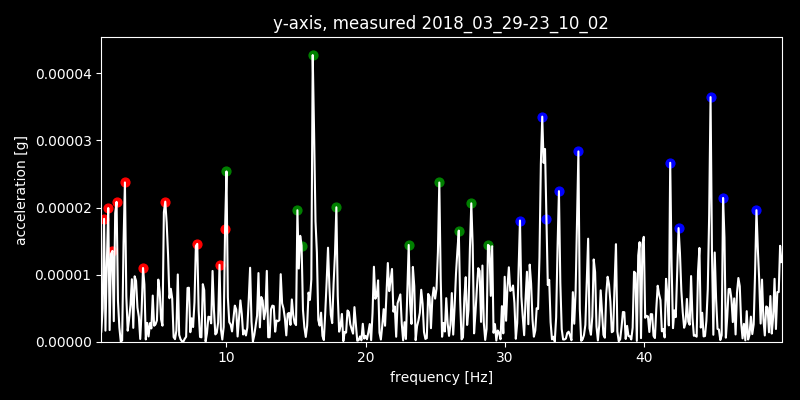 y-axis, measured 2018_03_29-23_10_02
0.00004
0.00003
0.00002
0.00001
0.00000
acceleration [g]
10 20 30 40
frequency [Hz]